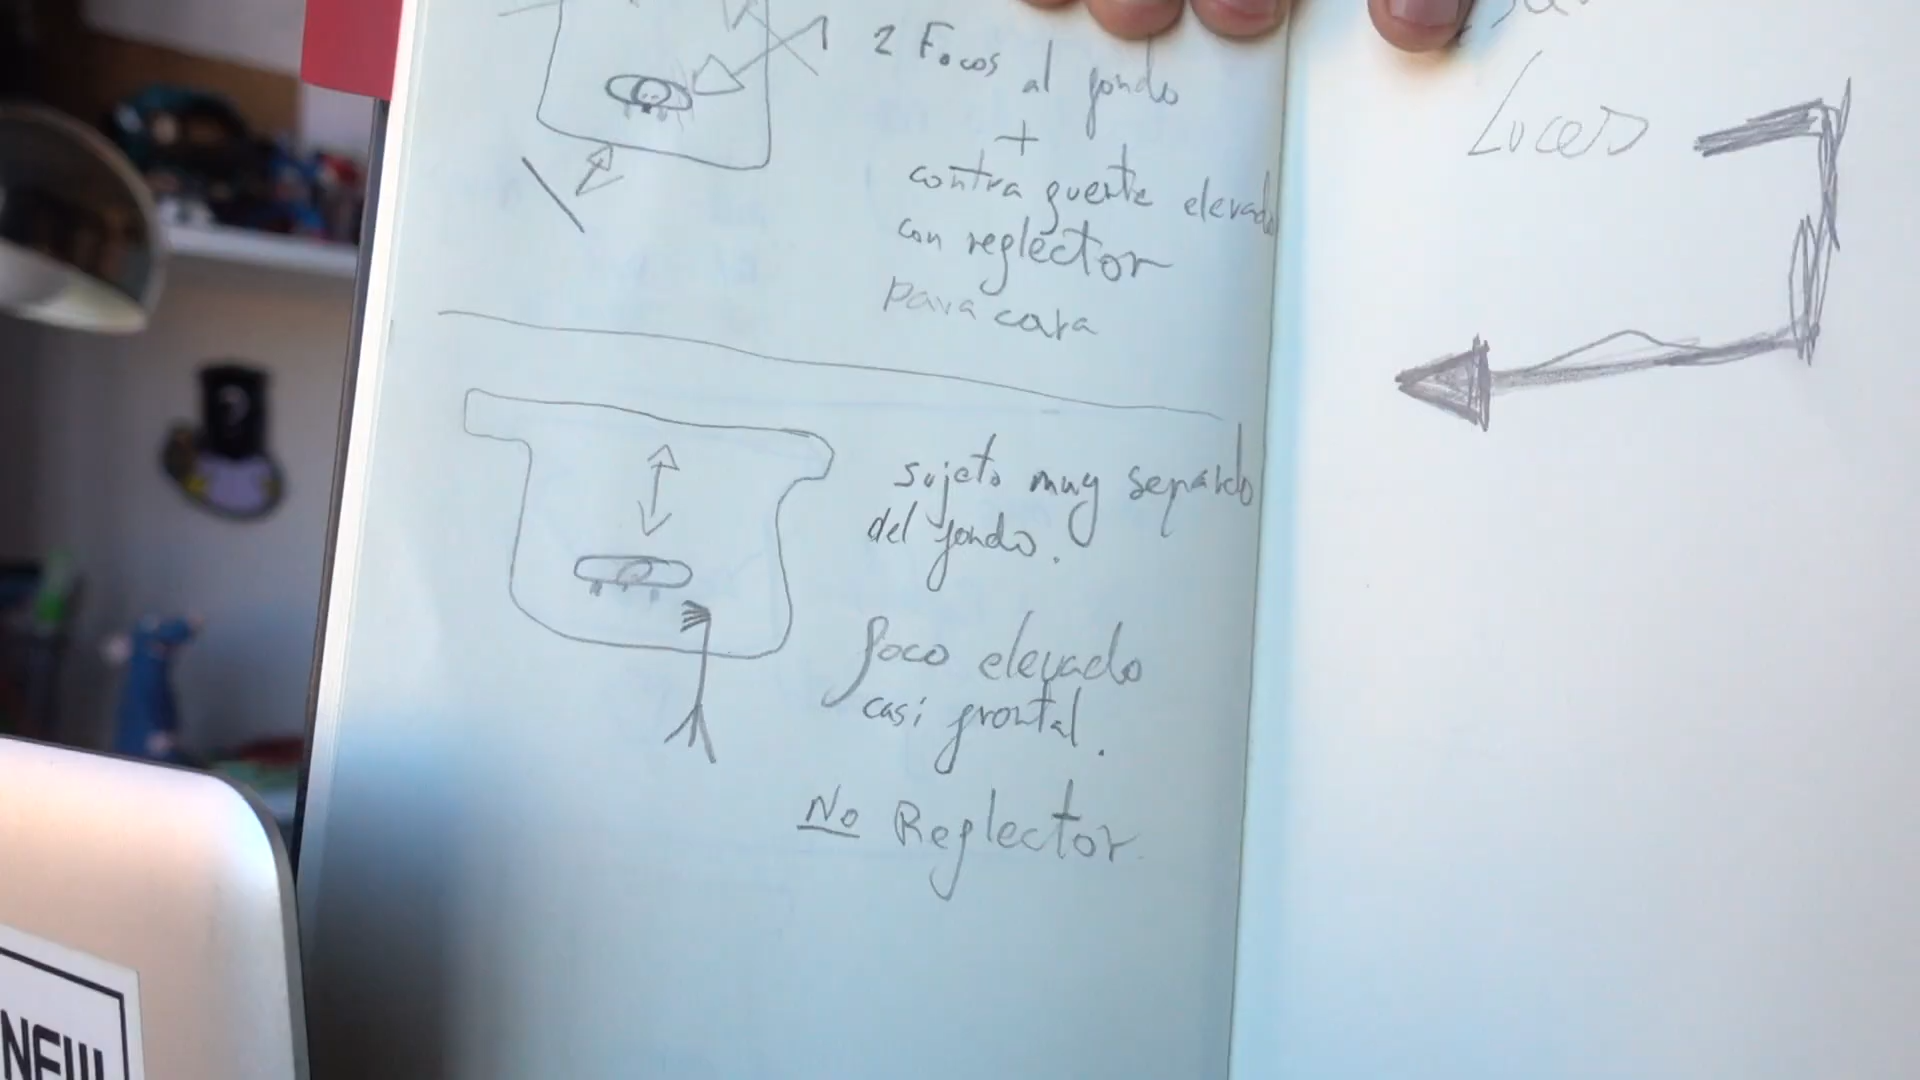 2 Focos al fondo
+
contra fuerte elevado
con reflector
para cara
sujeto muy separado
del fondo.
foco elevado
casi frontal.
No Reflector
Luces
NEW